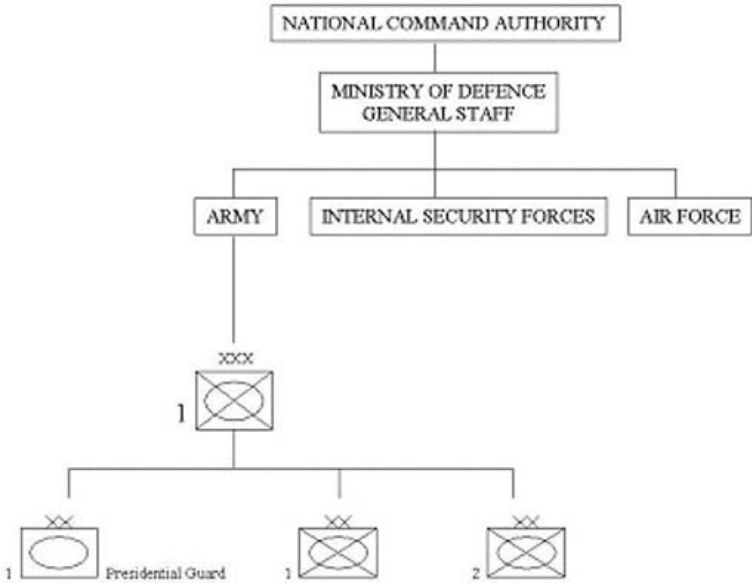 NATIONAL COMMAND AUTHORITY
MINISTRY OF DEFENCE
GENERAL STAFF
ARMY
INTERNAL SECURITY FORCES
AIR FORCE
XXX
1
XX
XX
XX
1
Presidential Guard
1
2